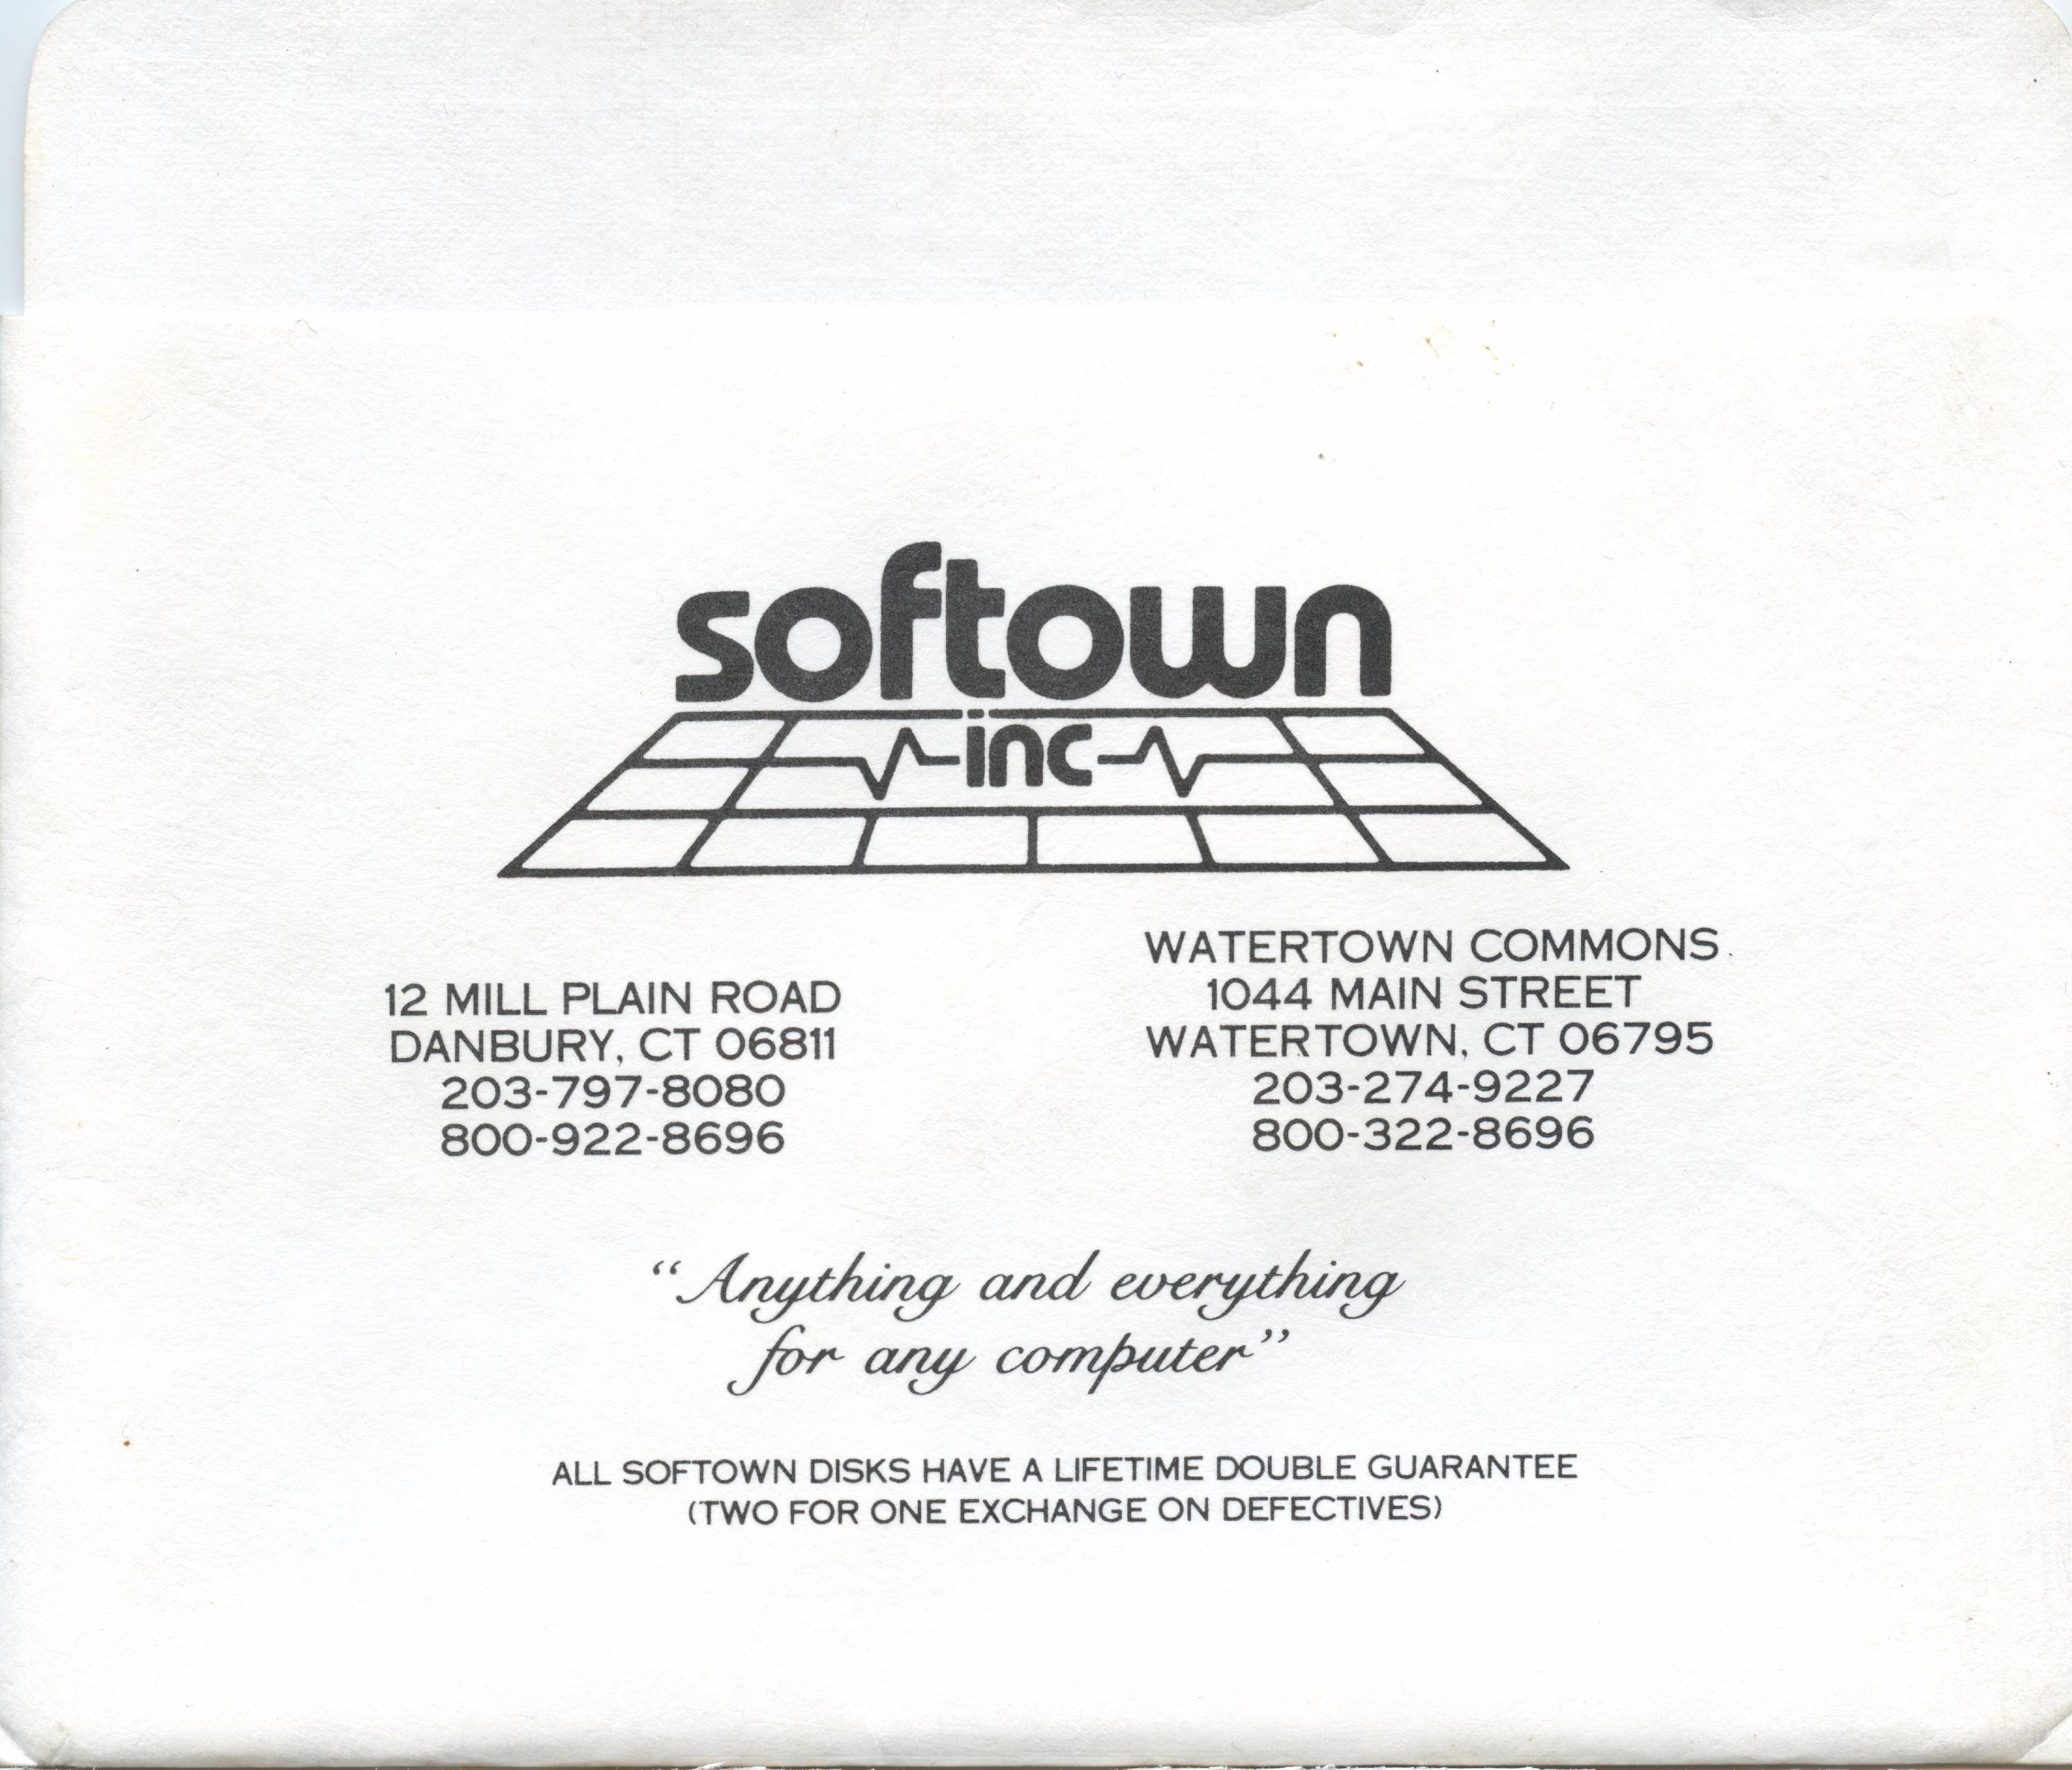 softown
inc
12 MILL PLAIN ROAD
DANBURY, CT 06811
203-797-8080
800-922-8696
WATERTOWN COMMONS
1044 MAIN STREET
WATERTOWN, CT 06795
203-274-9227
800-322-8696
“Anything and everything
for any computer”
ALL SOFTOWN DISKS HAVE A LIFETIME DOUBLE GUARANTEE
(TWO FOR ONE EXCHANGE ON DEFECTIVES)